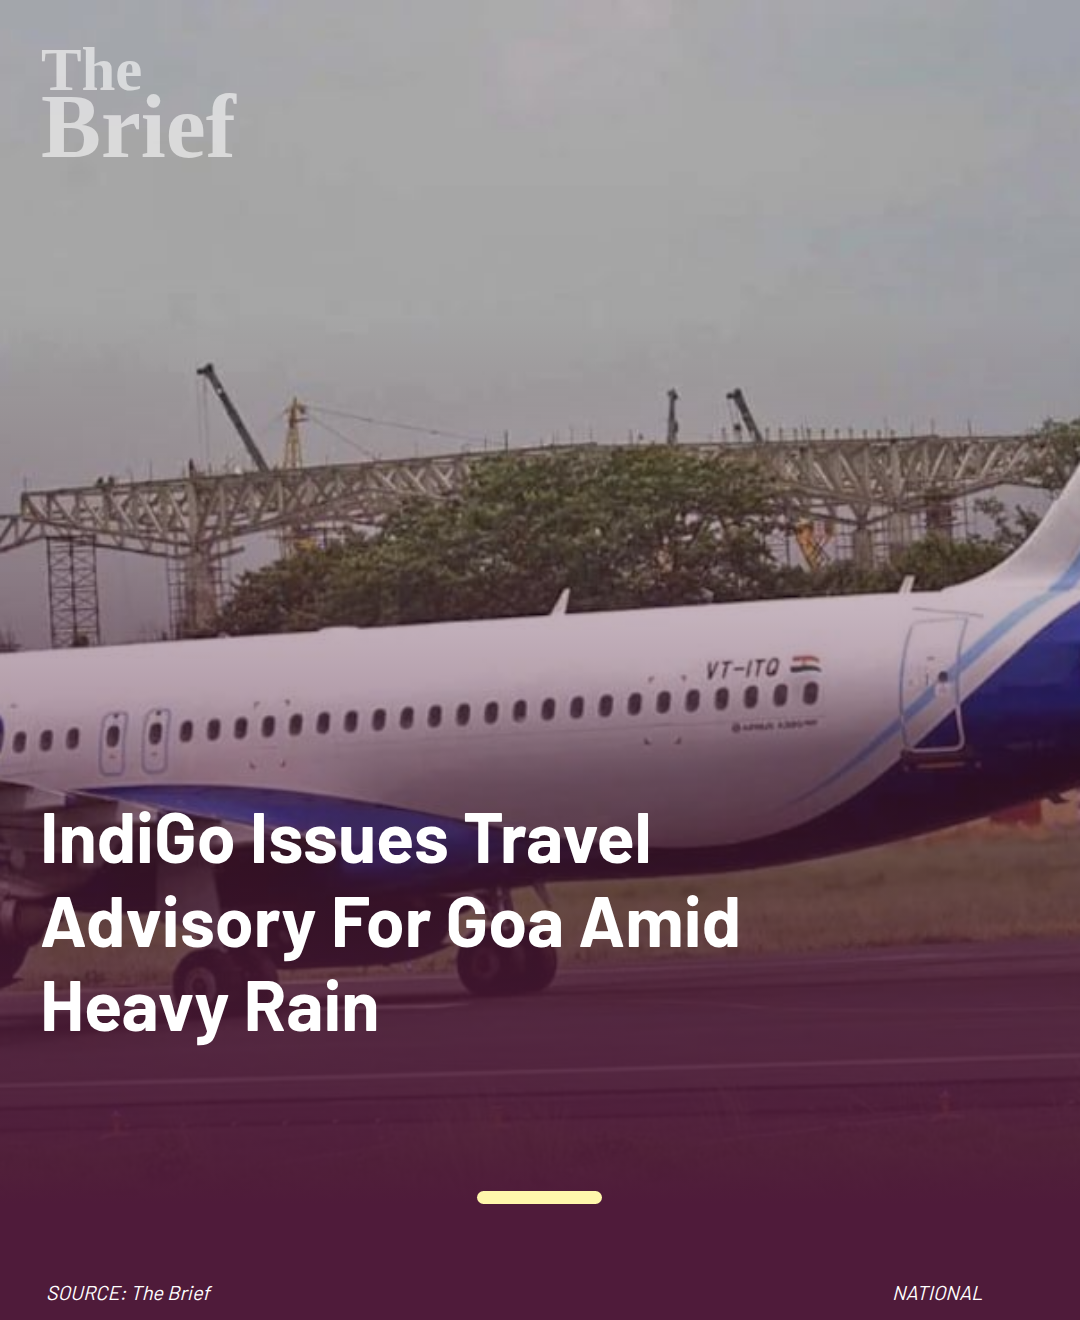 The
Brief
VT-ITQ
IndiGo Issues Travel
Advisory For Goa Amid
Heavy Rain
SOURCE: The Brief
NATIONAL